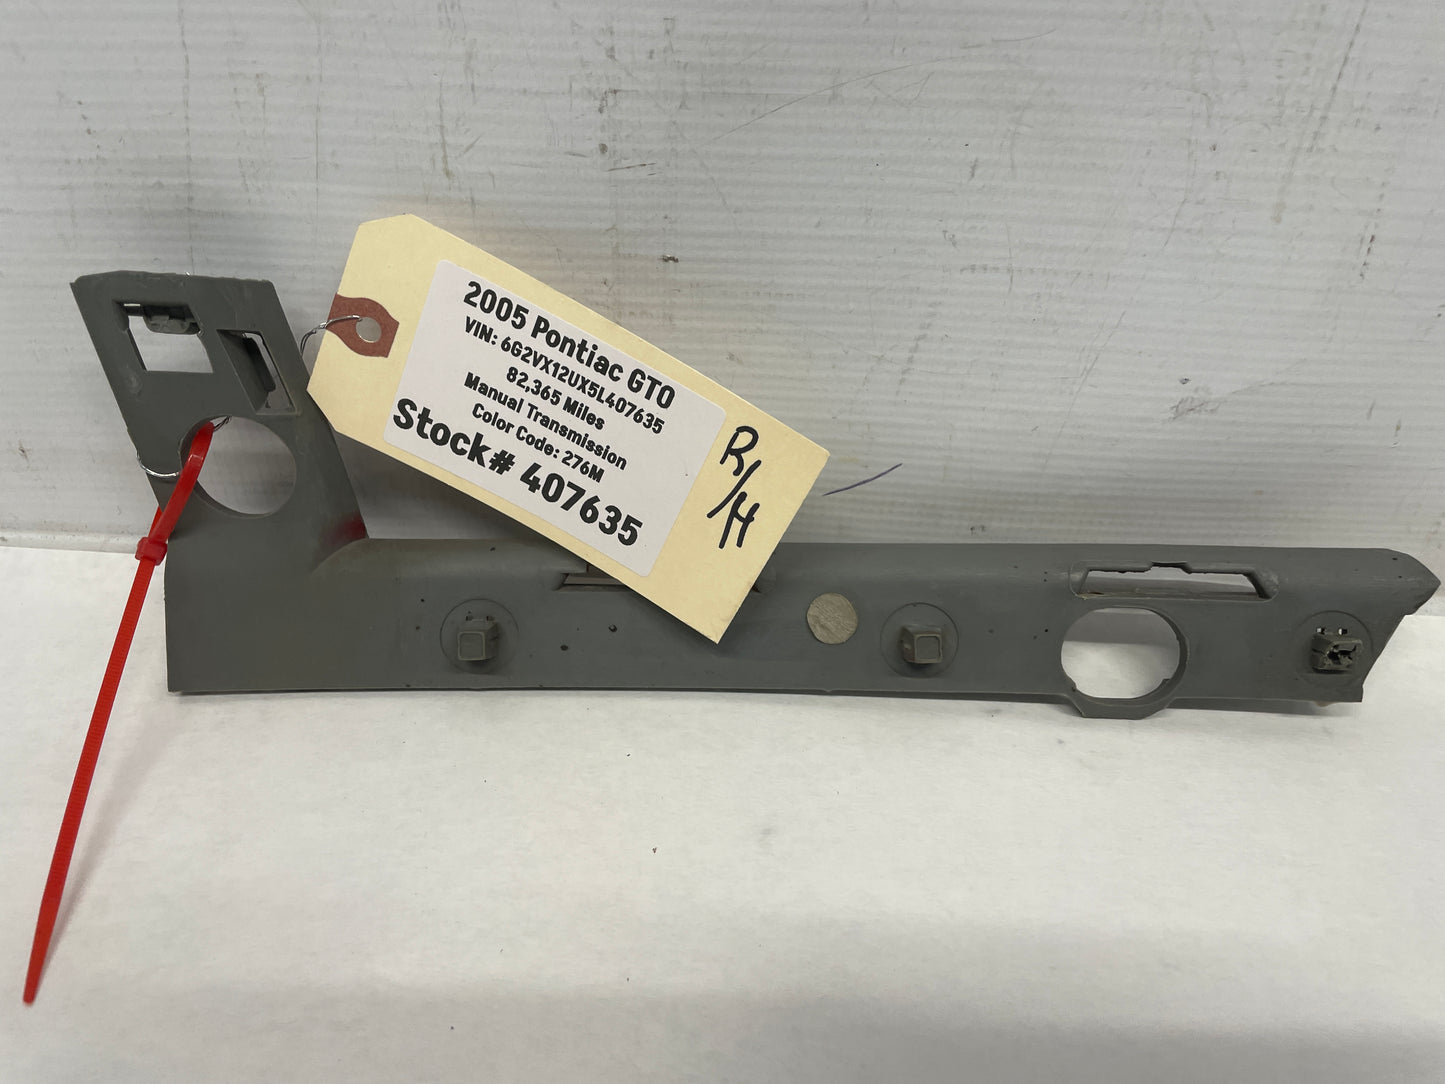 2005 Pontiac GTO
VIN: 6G2VX12UX5L407635
82,365 Miles
Manual Transmission
Color Code: 276M
Stock# 407635
R/H